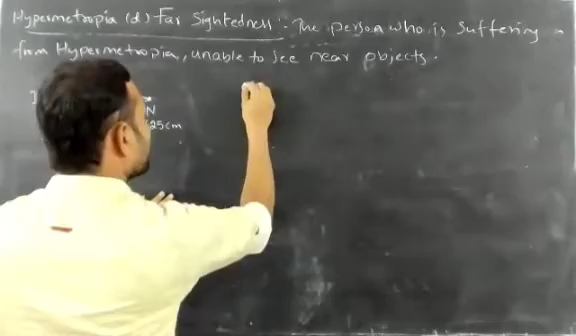 Hypermetropia (d) Far Sightedness :- The person who is suffering
from Hypermetropia, unable to see near objects.
N
25cm